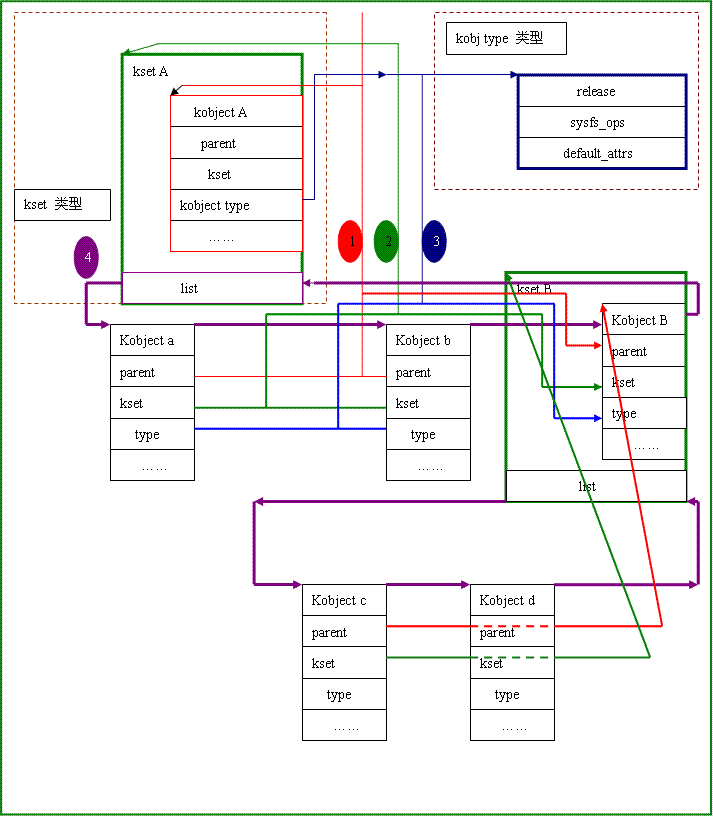 kobj type 类型
kset A
kobject A
parent
kset
kobject type
……
list
release
sysfs_ops
default_attrs
kset 类型
1
2
3
4
kset B
Kobject B
parent
kset
type
……
list
Kobject a
parent
kset
type
……
Kobject b
parent
kset
type
……
Kobject c
parent
kset
type
……
Kobject d
parent
kset
type
……